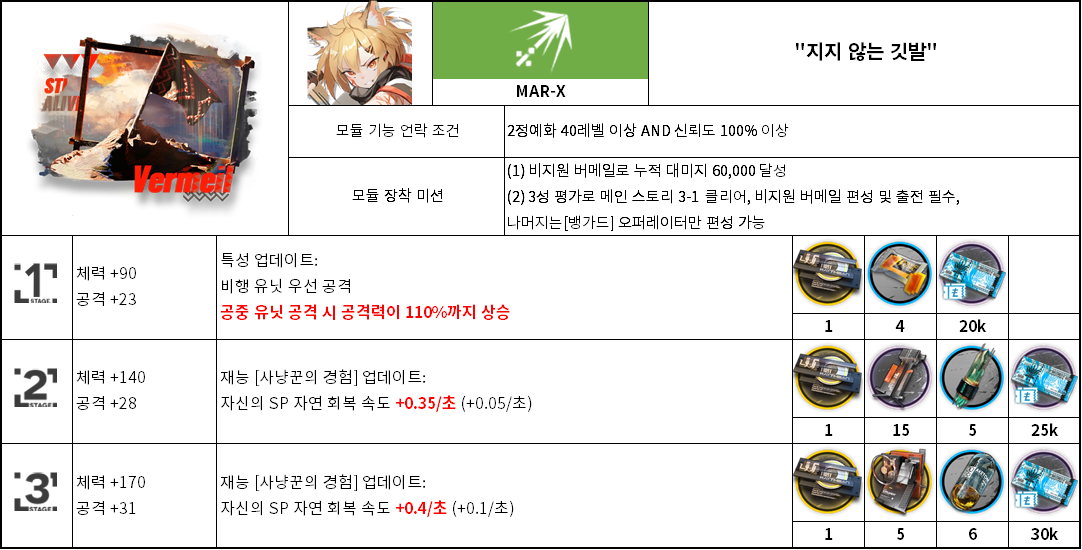 STI
ALIVE
Vermeil
MAR-X
"지지 않는 깃발"
모듈 기능 언락 조건
2정예화 40레벨 이상 AND 신뢰도 100% 이상
모듈 장착 미션
(1) 비지원 버메일로 누적 대미지 60,000 달성
(2) 3성 평가로 메인 스토리 3-1 클리어, 비지원 버메일 편성 및 출전 필수,
나머지는[뱅가드] 오퍼레이터만 편성 가능
1
STAGE
체력 +90
공격 +23
특성 업데이트:
비행 유닛 우선 공격
공중 유닛 공격 시 공격력이 110%까지 상승
1 4 20k
2
STAGE
체력 +140
공격 +28
재능 [사냥꾼의 경험] 업데이트:
자신의 SP 자연 회복 속도 +0.35/초 (+0.05/초)
1 15 5 25k
3
STAGE
체력 +170
공격 +31
재능 [사냥꾼의 경험] 업데이트:
자신의 SP 자연 회복 속도 +0.4/초 (+0.1/초)
1 5 6 30k